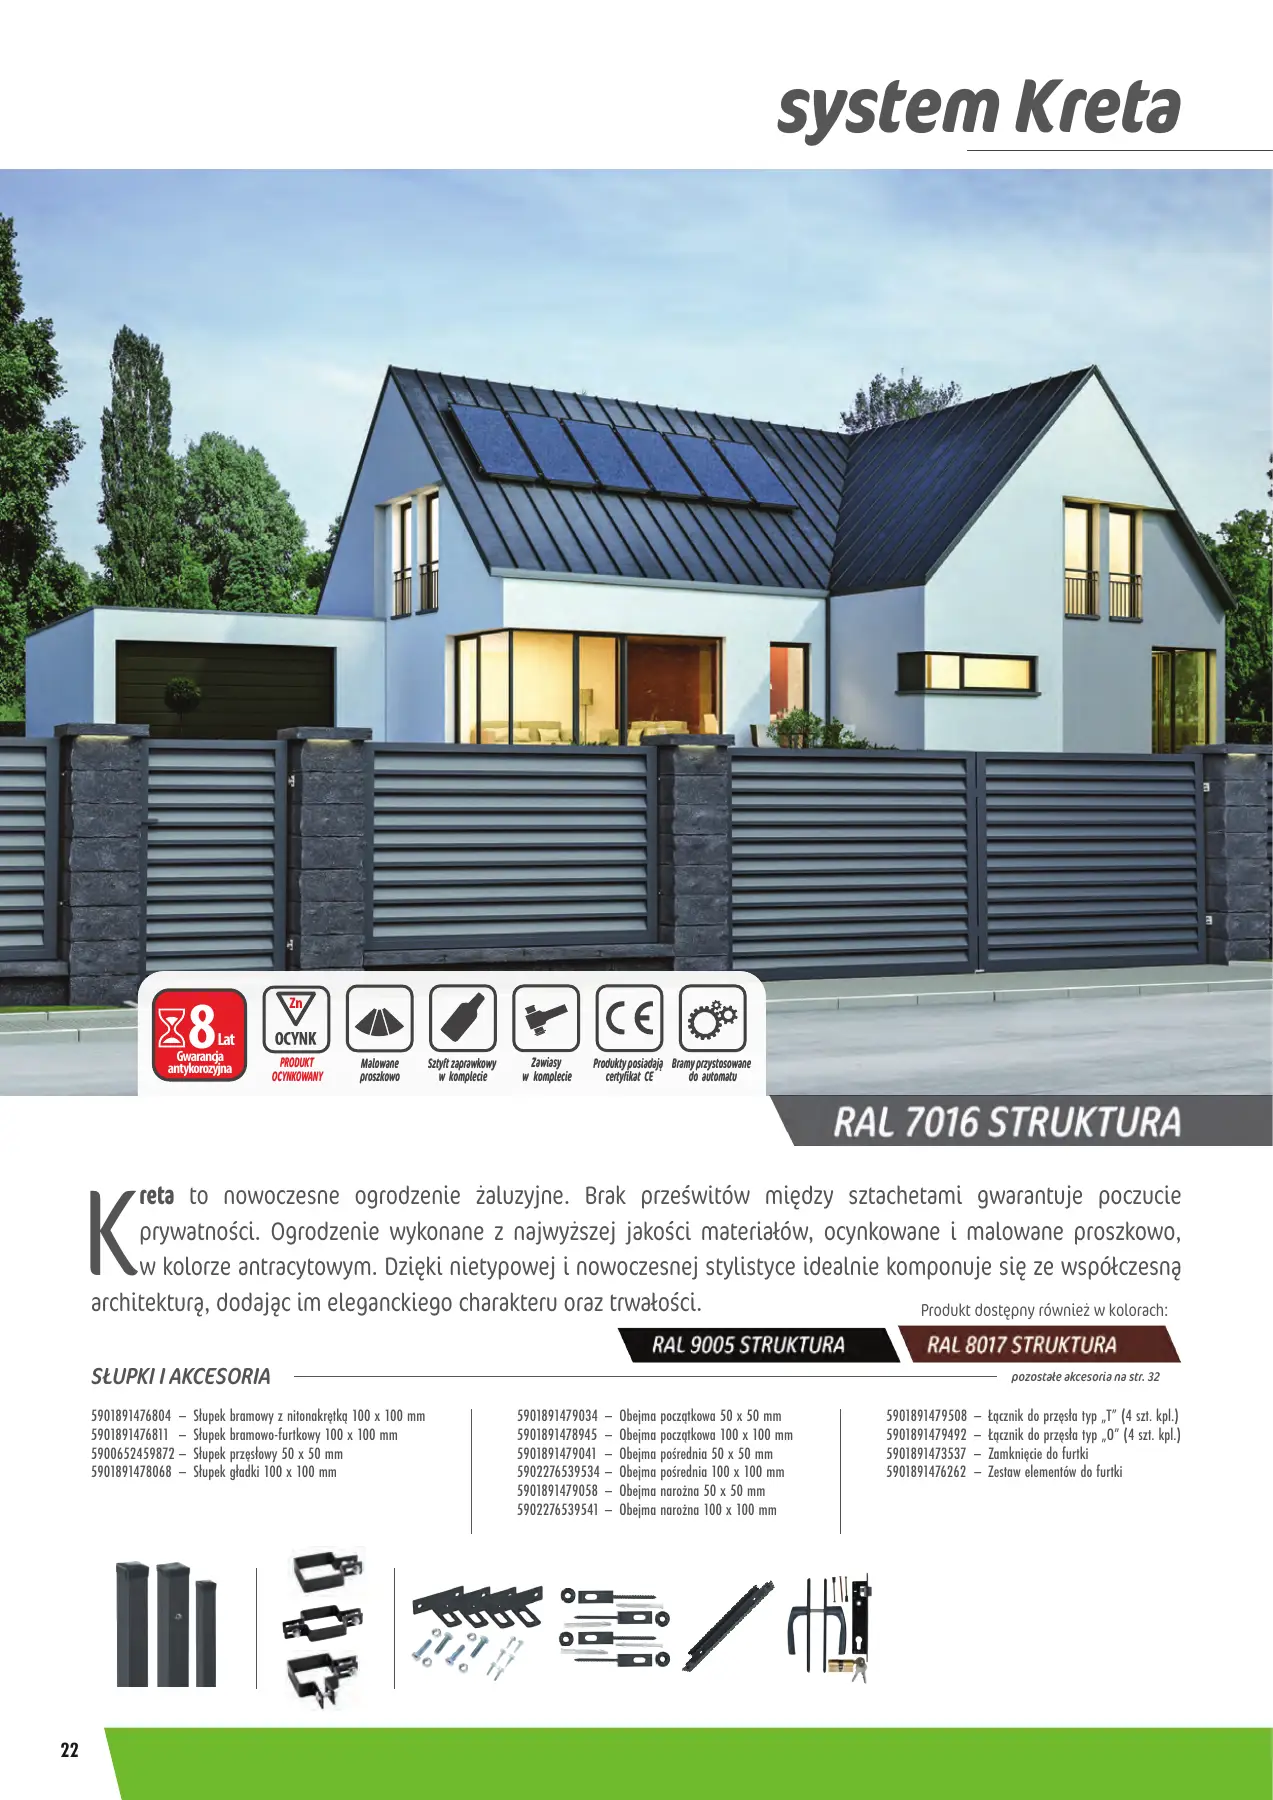 system Kreta
8 Lat
Gwarancja
antykorozyjna
Zn
OCYNK
PRODUKT
OCYNKOWANY
Malowane
proszkowo
Sztyft zaprawkowy
w komplecie
Zawiasy
w komplecie
CE
Produkty posiadają
certyfikat CE
Bramy przystosowane
do automatu
RAL 7016 STRUKTURA
Kreta to nowoczesne ogrodzenie żaluzyjne. Brak prześwitów między sztachetami gwarantuje poczucie
prywatności. Ogrodzenie wykonane z najwyższej jakości materiałów, ocynkowane i malowane proszkowo,
w kolorze antracytowym. Dzięki nietypowej i nowoczesnej stylistyce idealnie komponuje się ze współczesną
architekturą, dodając im eleganckiego charakteru oraz trwałości.
Produkt dostępny również w kolorach:
RAL 9005 STRUKTURA
RAL 8017 STRUKTURA
SŁUPKI I AKCESORIA
pozostałe akcesoria na str. 32
5901891476804 – Słupek bramowy z nitonakrętką 100 x 100 mm
5901891476811 – Słupek bramowo-furtkowy 100 x 100 mm
5900652459872 – Słupek przęsłowy 50 x 50 mm
5901891478068 – Słupek gładki 100 x 100 mm
5901891479034 – Obejma początkowa 50 x 50 mm
5901891478945 – Obejma początkowa 100 x 100 mm
5901891479041 – Obejma pośrednia 50 x 50 mm
5902276539534 – Obejma pośrednia 100 x 100 mm
5901891479058 – Obejma narożna 50 x 50 mm
5902276539541 – Obejma narożna 100 x 100 mm
5901891479508 – Łącznik do przęsła typ „T” (4 szt. kpl.)
5901891479492 – Łącznik do przęsła typ „O” (4 szt. kpl.)
5901891473537 – Zamknięcie do furtki
5901891476262 – Zestaw elementów do furtki
22